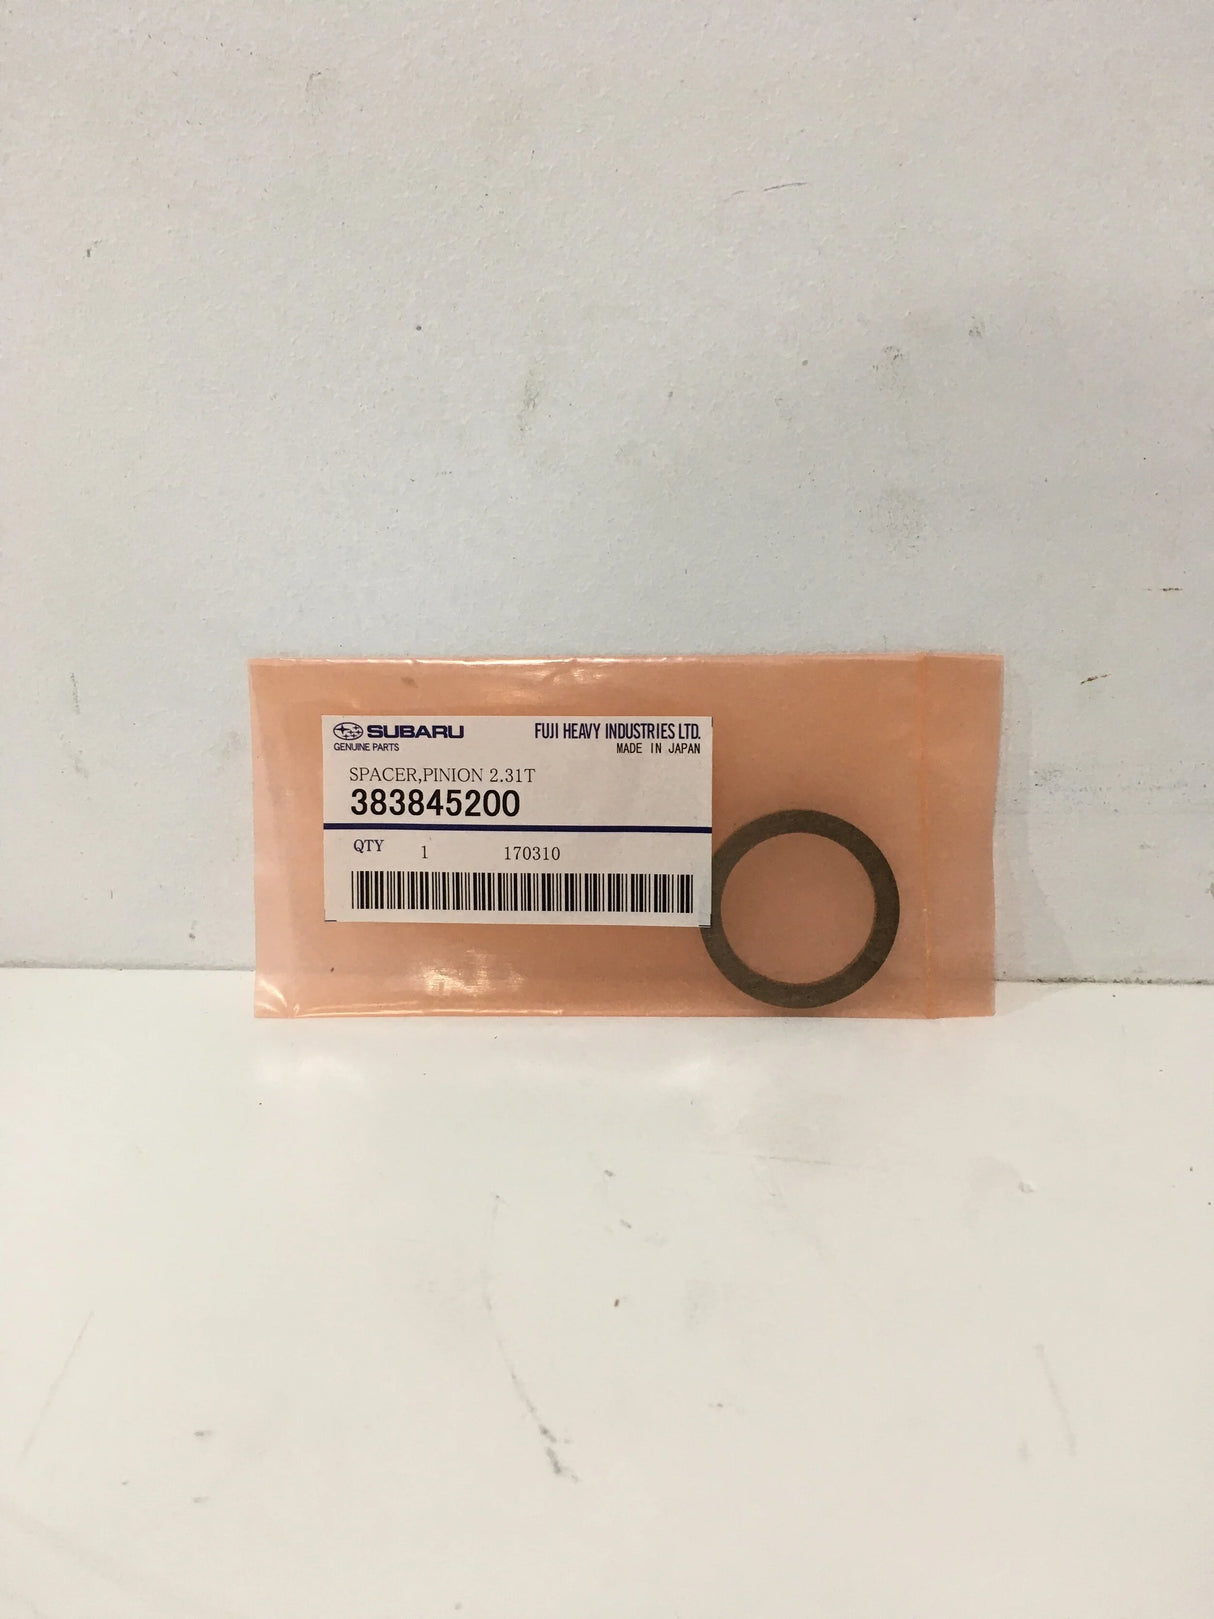 SUBARU
GENUINE PARTS
FUJI HEAVY INDUSTRIES LTD.
MADE IN JAPAN
SPACER,PINION 2.31T
383845200
QTY 1 170310